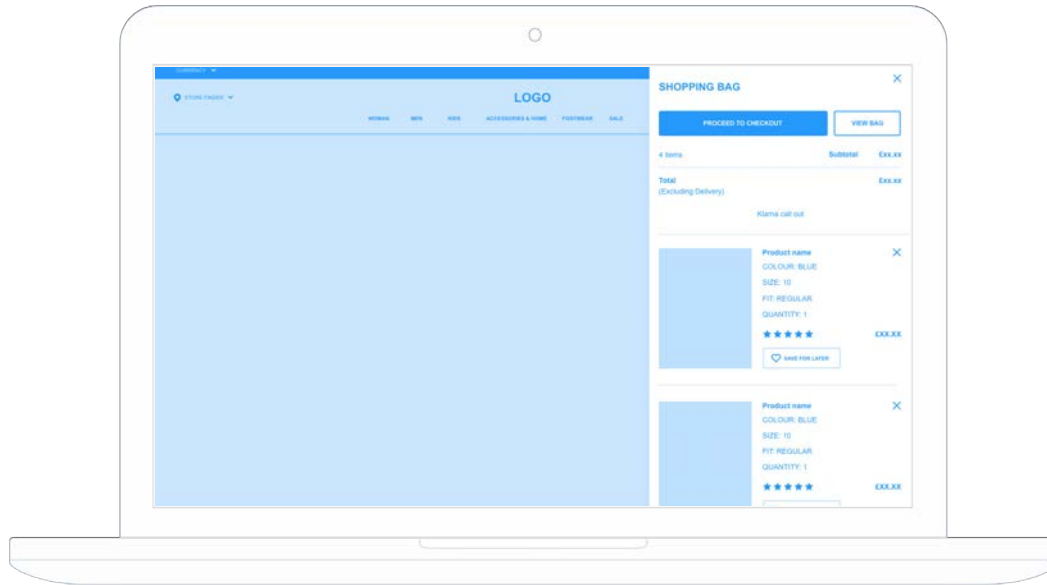 CURRENCY
STORE FINDER
LOGO
WOMAN MEN KIDS ACCESSORIES & HOME FOOTWEAR SALE
SHOPPING BAG
PROCEED TO CHECKOUT
VIEW BAG
4 items Subtotal £xx.xx
Total £xx.xx
(Excluding Delivery)
Klarna call out
Product name
COLOUR: BLUE
SIZE: 10
FIT: REGULAR
QUANTITY: 1
£XX.XX
SAVE FOR LATER
Product name
COLOUR: BLUE
SIZE: 10
FIT: REGULAR
QUANTITY: 1
£XX.XX